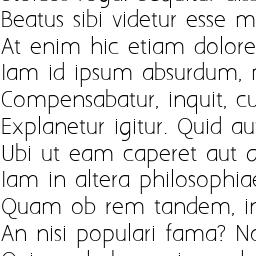 Beatus sibi videtur esse m
At enim hic etiam dolore
Iam id ipsum absurdum, 
Compensabatur, inquit, cu
Explanetur igitur. Quid au
Ubi ut eam caperet aut a
Iam in altera philosophiae
Quam ob rem tandem, in
An nisi populari fama? No